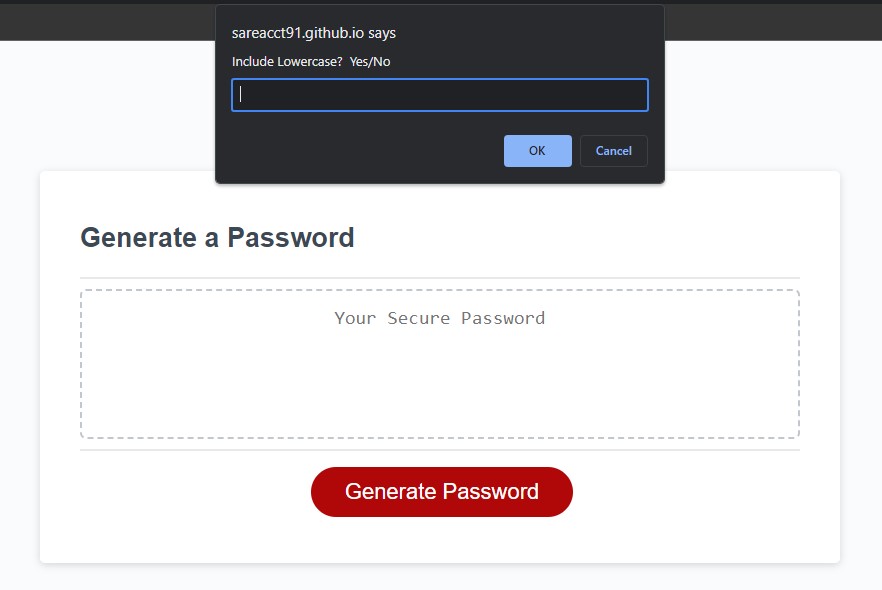 sareacct91.github.io says
Include Lowercase?  Yes/No
OK
Cancel
Generate a Password
Your Secure Password
Generate Password